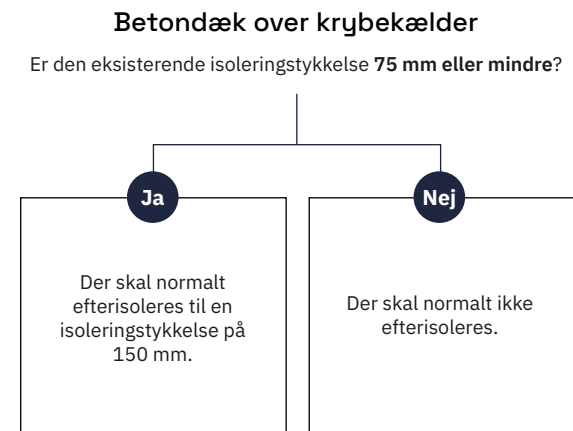 Betondæk over krybekælder
Er den eksisterende isoleringstykkelse 75 mm eller mindre?
Ja
Nej
Der skal normalt
efterisoleres til en
isoleringstykkelse på
150 mm.
Der skal normalt ikke
efterisoleres.